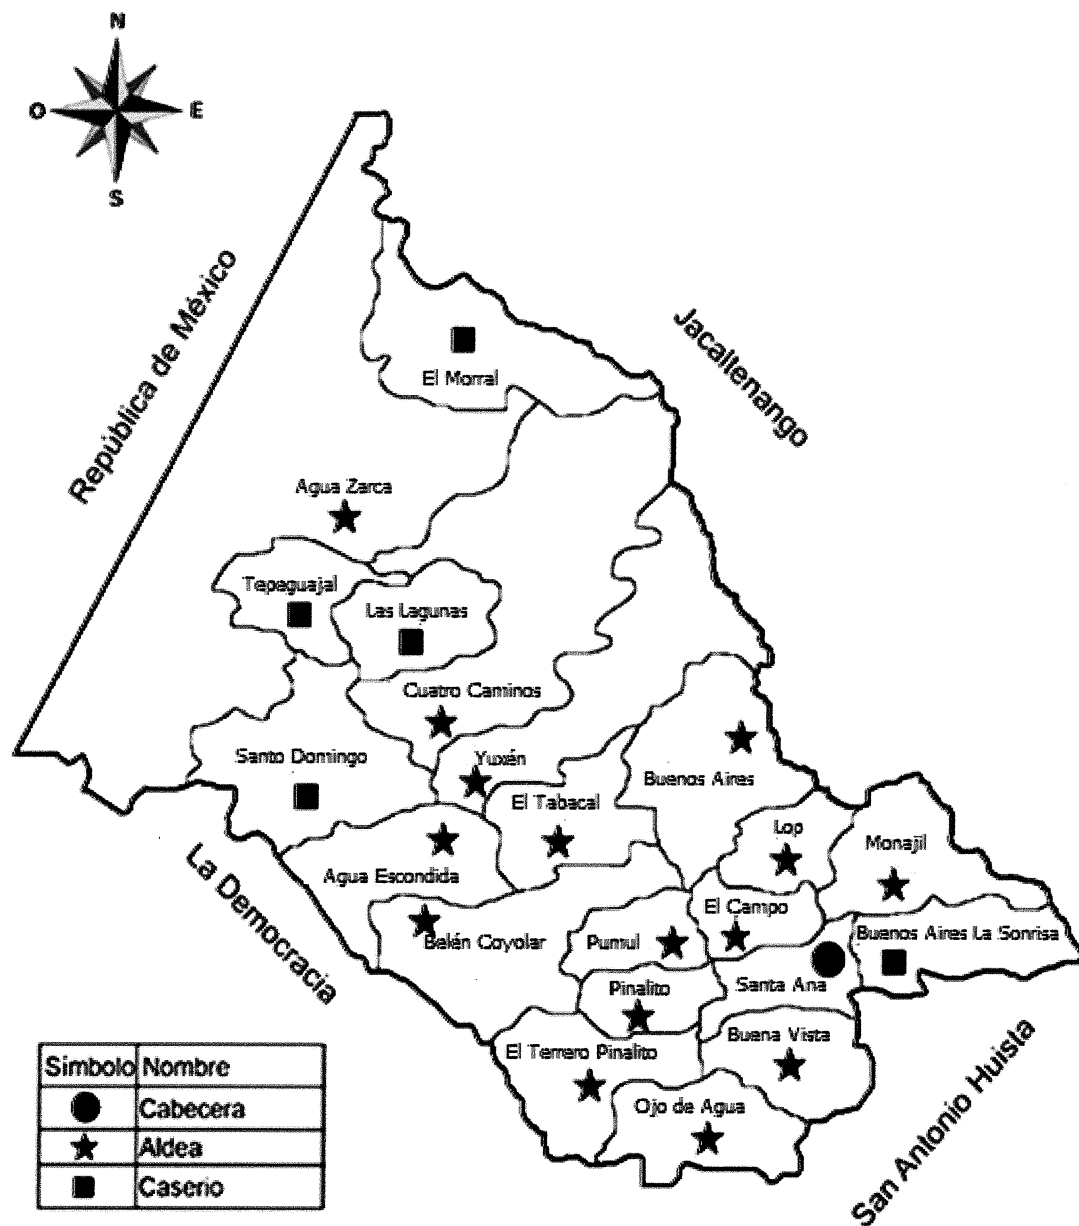 N
O
E
S
República de México
Jacaltenango
El Morral
Agua Zarca
Tepeguajal
Las Lagunas
Cuatro Caminos
Santo Domingo
Yuxén
Buenos Aires
El Tabacal
Lop
Monajil
Agua Escondida
La Democracia
El Campo
Belén Coyolar
Pumul
Buenos Aires La Sonrisa
Pinalito
Santa Ana
Buena Vista
El Terrero Pinalito
Ojo de Agua
San Antonio Huista
Simbolo Nombre
Cabecera
Aldea
Caserio